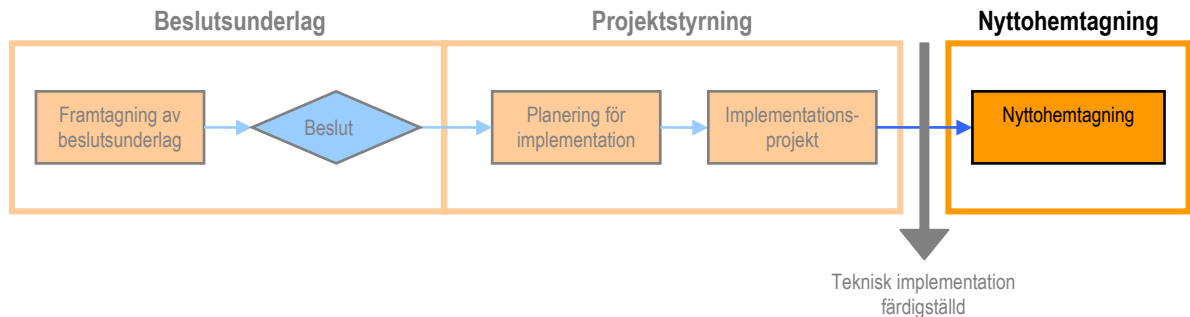 Beslutsunderlag
Projektstyrning
Nyttohemtagning
Framtagning av
beslutsunderlag
Beslut
Planering för
implementation
Implementations-
projekt
Nyttohemtagning
Teknisk implementation
färdigställd